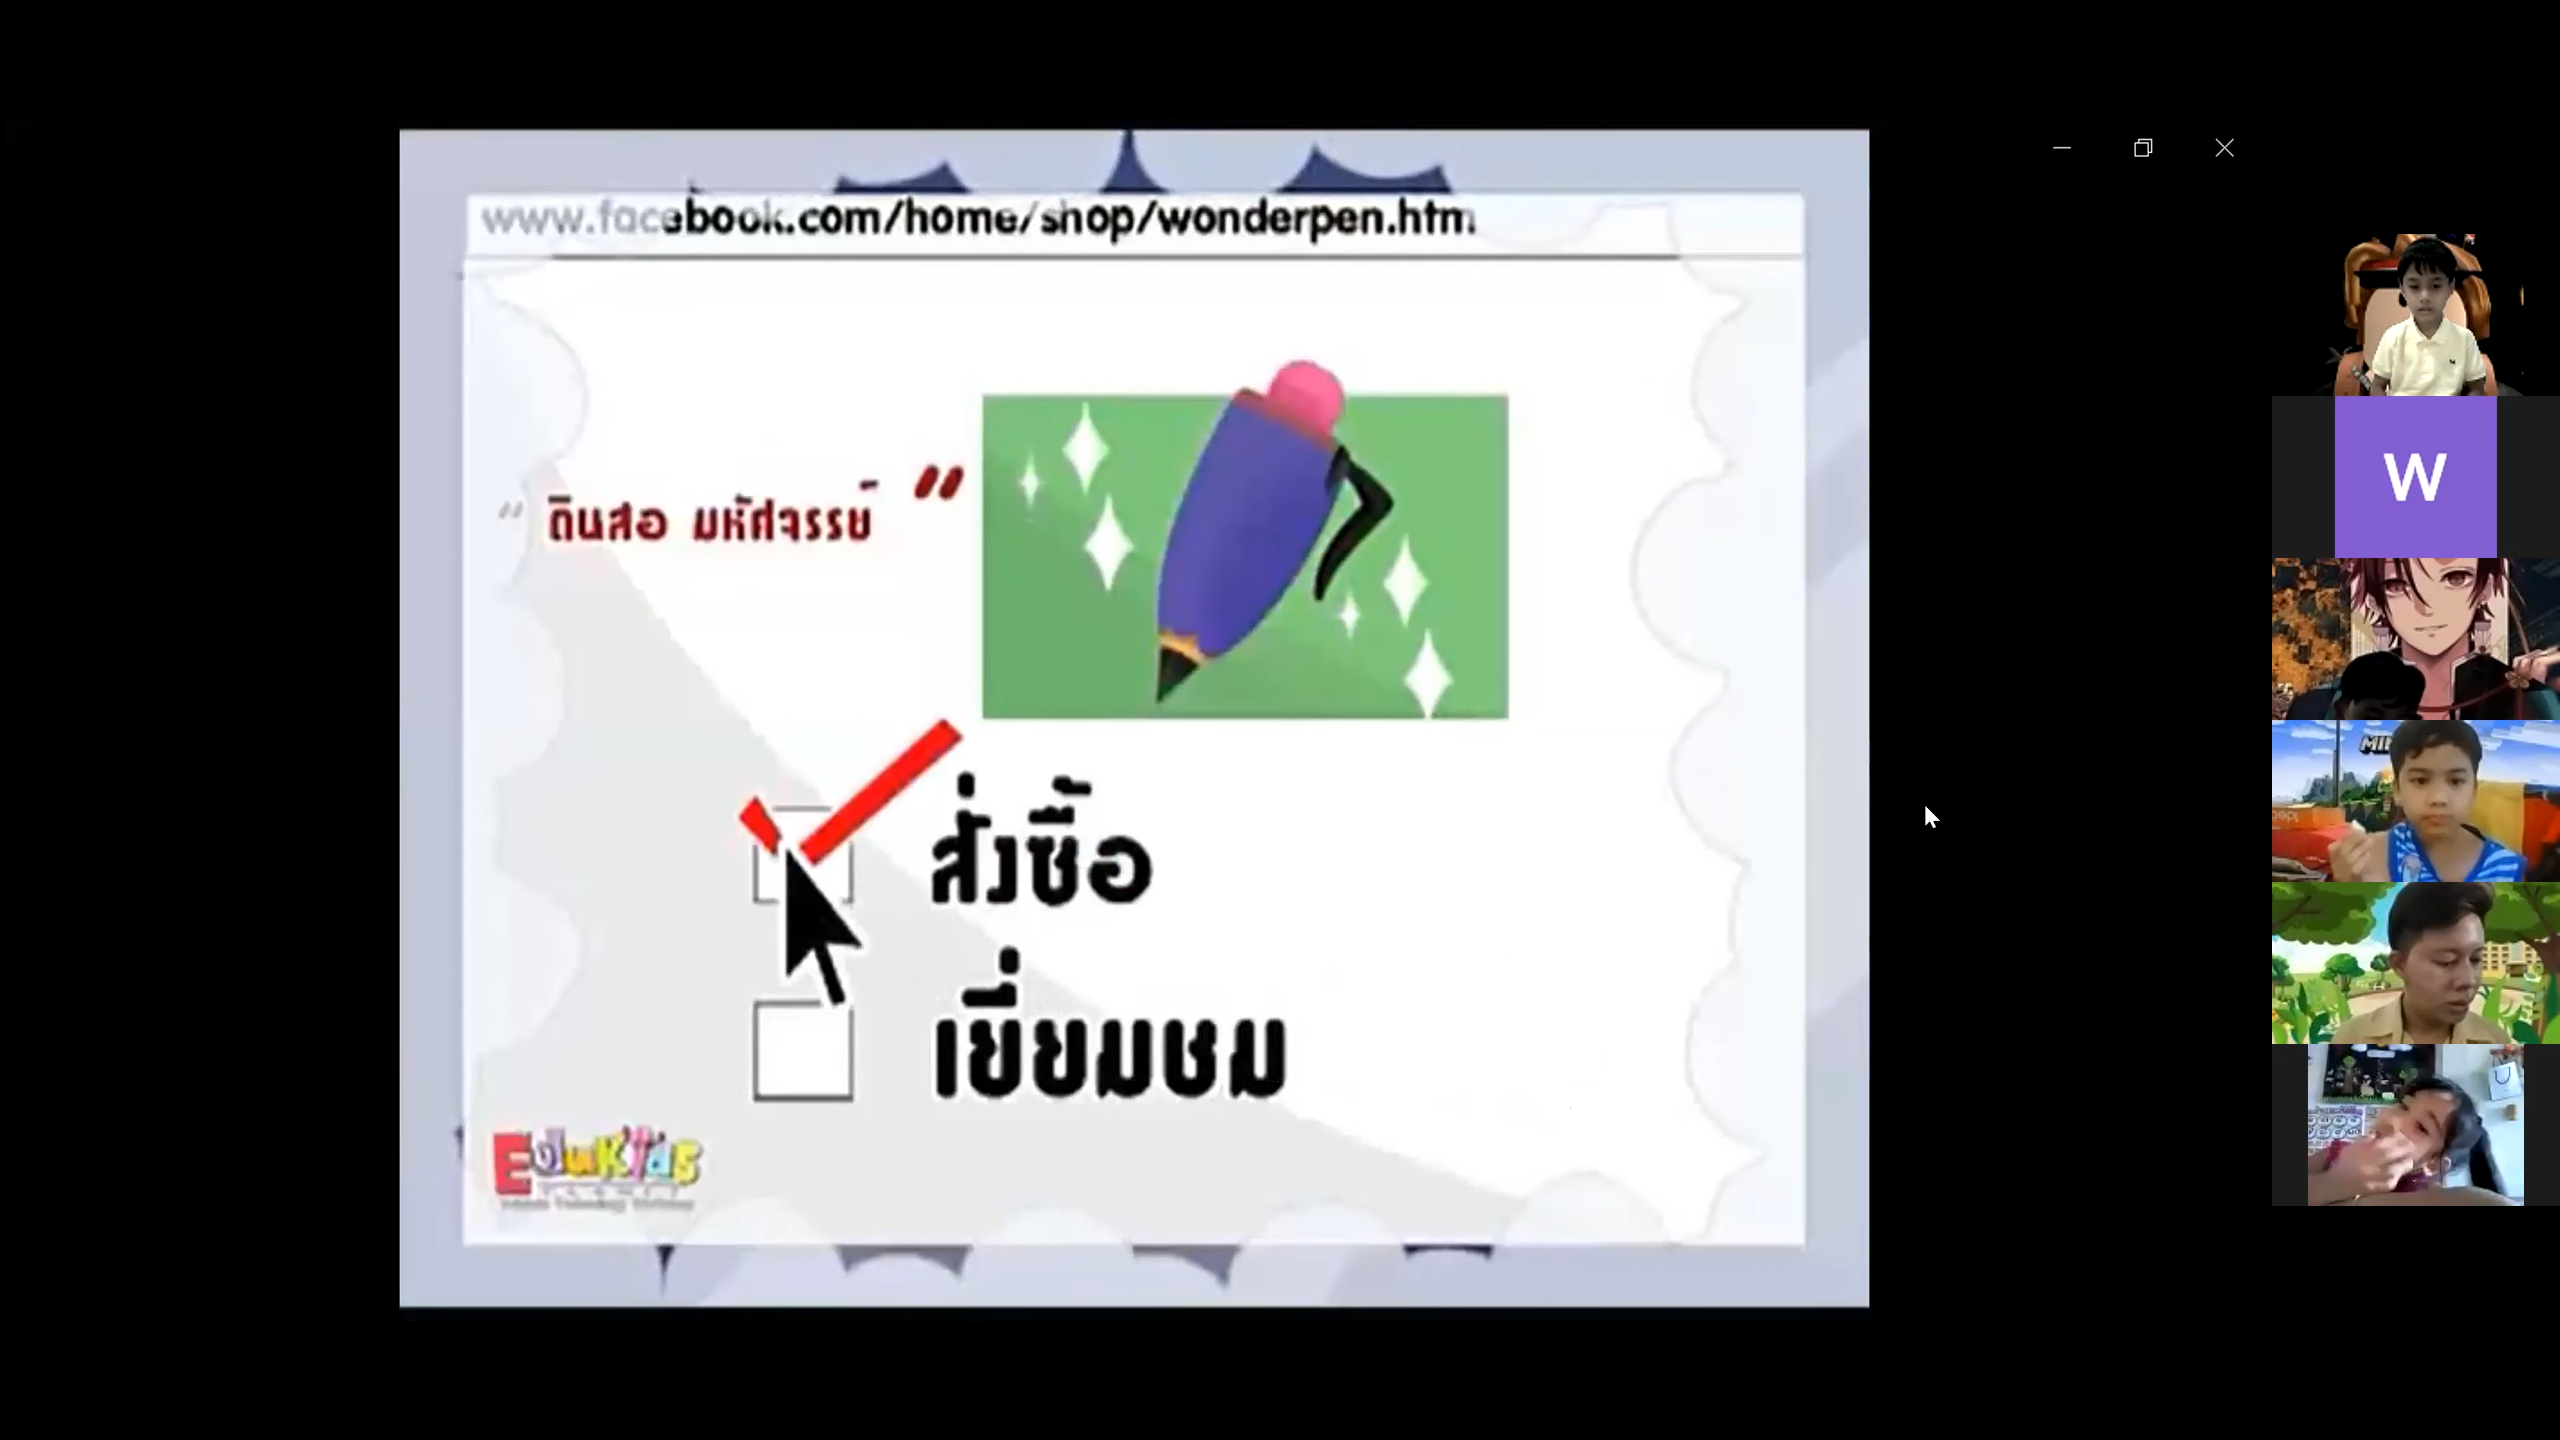 www.facebook.com/home/shop/wonderpen.htm
" ดินสอ มหัศจรรย์ "
สั่งซื้อ
เยี่ยมชม
EduKids
W